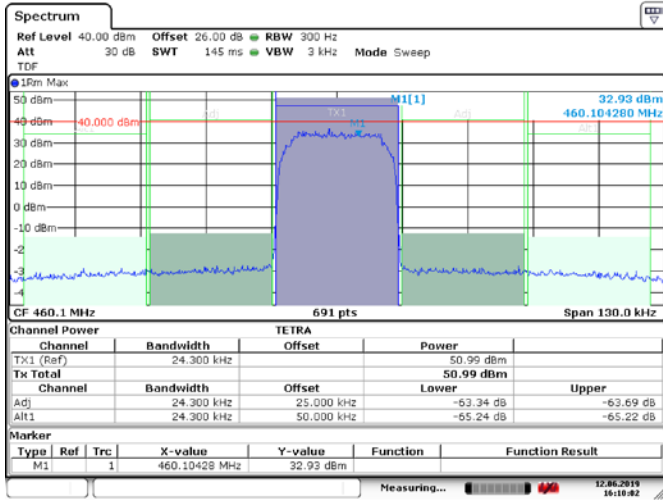 Spectrum
Ref Level 40.00 dBm Offset 26.00 dB RBW 300 Hz
Att 30 dB SWT 145 ms VBW 3 kHz Mode Sweep
TDF
1Rm Max
50 dBm M1[1] 32.93 dBm
460.104280 MHz
40 dBm 40.000 dBm Adj TX1 Adj
M1
30 dBm
20 dBm
10 dBm
0 dBm
-10 dBm
-2
-3
-4
CF 460.1 MHz 691 pts Span 130.0 kHz
Channel Power TETRA
Channel Bandwidth Offset Power
TX1 (Ref) 24.300 kHz 50.99 dBm
Tx Total 50.99 dBm
Channel Bandwidth Offset Lower Upper
Adj 24.300 kHz 25.000 kHz -63.34 dB -63.69 dB
Alt1 24.300 kHz 50.000 kHz -65.24 dB -65.22 dB
Marker
Type Ref Trc X-value Y-value Function Function Result
M1 1 460.10428 MHz 32.93 dBm
Measuring... 12.06.2019
16:10:02